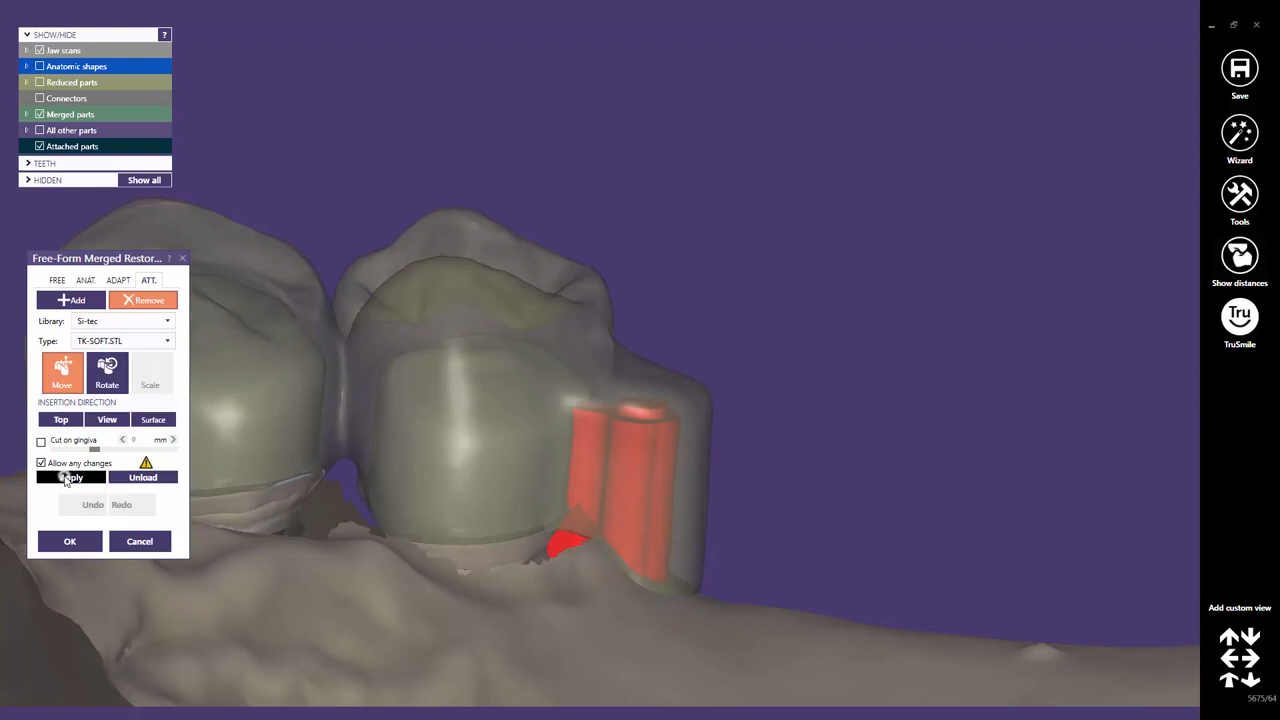 SHOW/HIDE ?
Jaw scans
Anatomic shapes
Reduced parts
Connectors
Merged parts
All other parts
Attached parts
TEETH
HIDDEN Show all
Free-Form Merged Restor... ?
FREE ANAT. ADAPT ATT.
Add Remove
Library: Si-tec
Type: TK-SOFT.STL
Move Rotate Scale
INSERTION DIRECTION
Top View Surface
Cut on gingiva 0 mm
Allow any changes
Unload
Undo Redo
OK Cancel
Save
Wizard
Tools
Show distances
Tru
TruSmile
Add custom view
5675/64